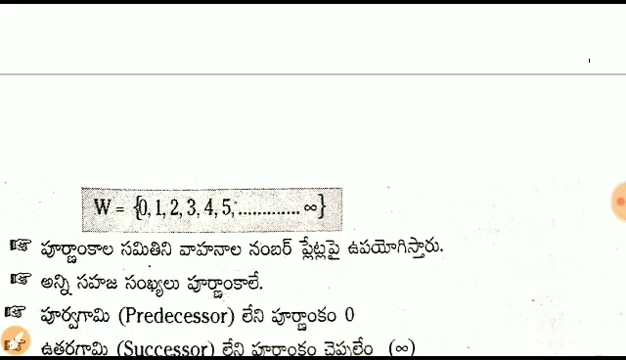 W = {0, 1, 2, 3, 4, 5,............. ∞}
పూర్ణాంకాల సమితిని వాహనాల నంబర్ ప్లేట్లపై ఉపయోగిస్తారు.
అన్ని సహజ సంఖ్యలు పూర్ణాంకాలే.
పూర్వగామి (Predecessor) లేని పూర్ణాంకం 0
ఉత్తరగామి (Successor) లేని పూర్ణాంకం చెప్పలేం (∞)